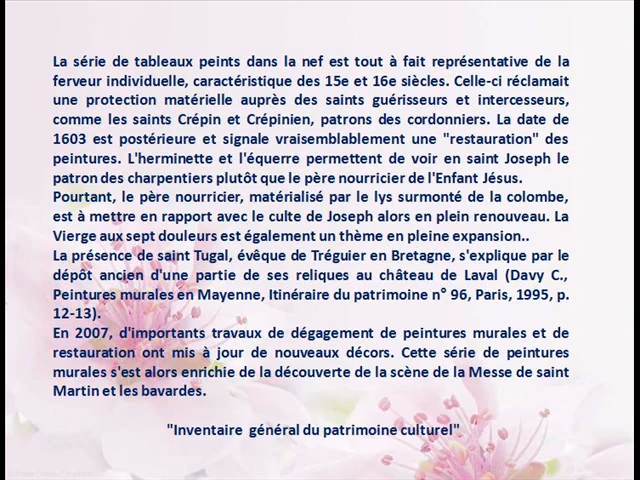 La série de tableaux peints dans la nef est tout à fait représentative de la
ferveur individuelle, caractéristique des 15e et 16e siècles. Celle-ci réclamait
une protection matérielle auprès des saints guérisseurs et intercesseurs,
comme les saints Crépin et Crépinien, patrons des cordonniers. La date de
1603 est postérieure et signale vraisemblablement une "restauration" des
peintures. L'herminette et l'équerre permettent de voir en saint Joseph le
patron des charpentiers plutôt que le père nourricier de l'Enfant Jésus.
Pourtant, le père nourricier, matérialisé par le lys surmonté de la colombe,
est à mettre en rapport avec le culte de Joseph alors en plein renouveau. La
Vierge aux sept douleurs est également un thème en pleine expansion..
La présence de saint Tugal, évêque de Tréguier en Bretagne, s'explique par le
dépôt ancien d'une partie de ses reliques au château de Laval (Davy C.,
Peintures murales en Mayenne, Itinéraire du patrimoine n° 96, Paris, 1995, p.
12-13).
En 2007, d'importants travaux de dégagement de peintures murales et de
restauration ont mis à jour de nouveaux décors. Cette série de peintures
murales s'est alors enrichie de la découverte de la scène de la Messe de saint
Martin et les bavardes.
"Inventaire général du patrimoine culturel"